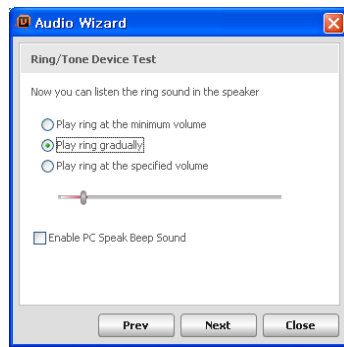 Audio Wizard
Ring/Tone Device Test
Now you can listen the ring sound in the speaker
Play ring at the minimum volume
Play ring gradually
Play ring at the specified volume
Enable PC Speak Beep Sound
Prev Next Close